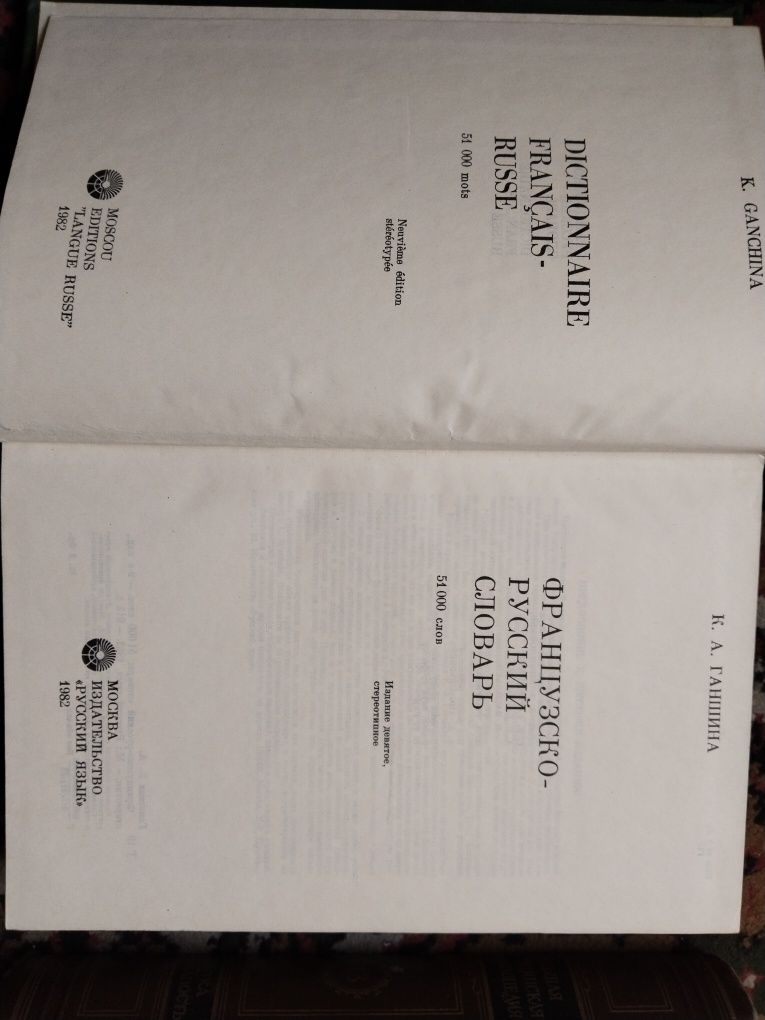 K. GANCHINA
DICTIONNAIRE
FRANÇAIS-
RUSSE
51 000 mots
Neuvième édition
stéréotypée
MOSCOU
EDITIONS
"LANGUE RUSSE"
1982
К. А. ГАНШИНА
ФРАНЦУЗСКО-
РУССКИЙ
СЛОВАРЬ
51 000 слов
Издание девятое,
стереотипное
МОСКВА
ИЗДАТЕЛЬСТВО
«РУССКИЙ ЯЗЫК»
1982